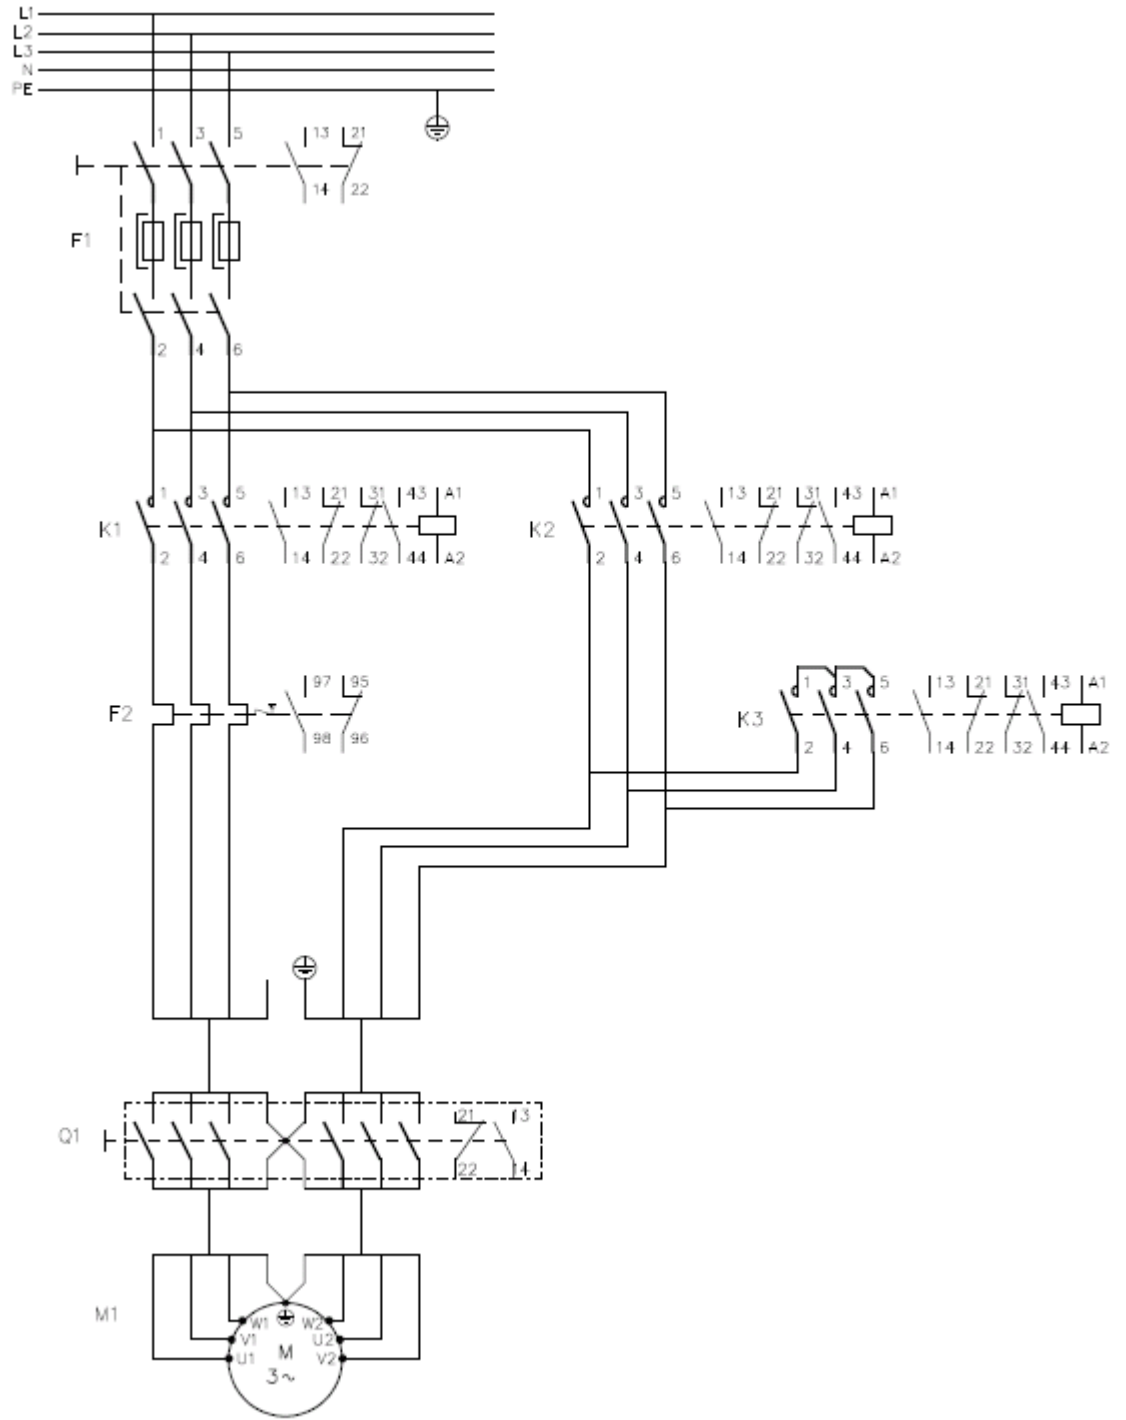 L1
L2
L3
N
PE
1 3 5 13 21
14 22
F1
2 4 6
1 3 5 13 21 31 43 A1 1 3 5 13 21 31 43 A1
K1 K2
2 4 6 14 22 32 44 A2 2 4 6 14 22 32 44 A2
97 95 1 3 5 13 21 31 43 A1
F2 K3
98 96 2 4 6 14 22 32 44 A2
21 13
Q1
22 14
M1
W1 W2
V1 U2
U1 M V2
3~